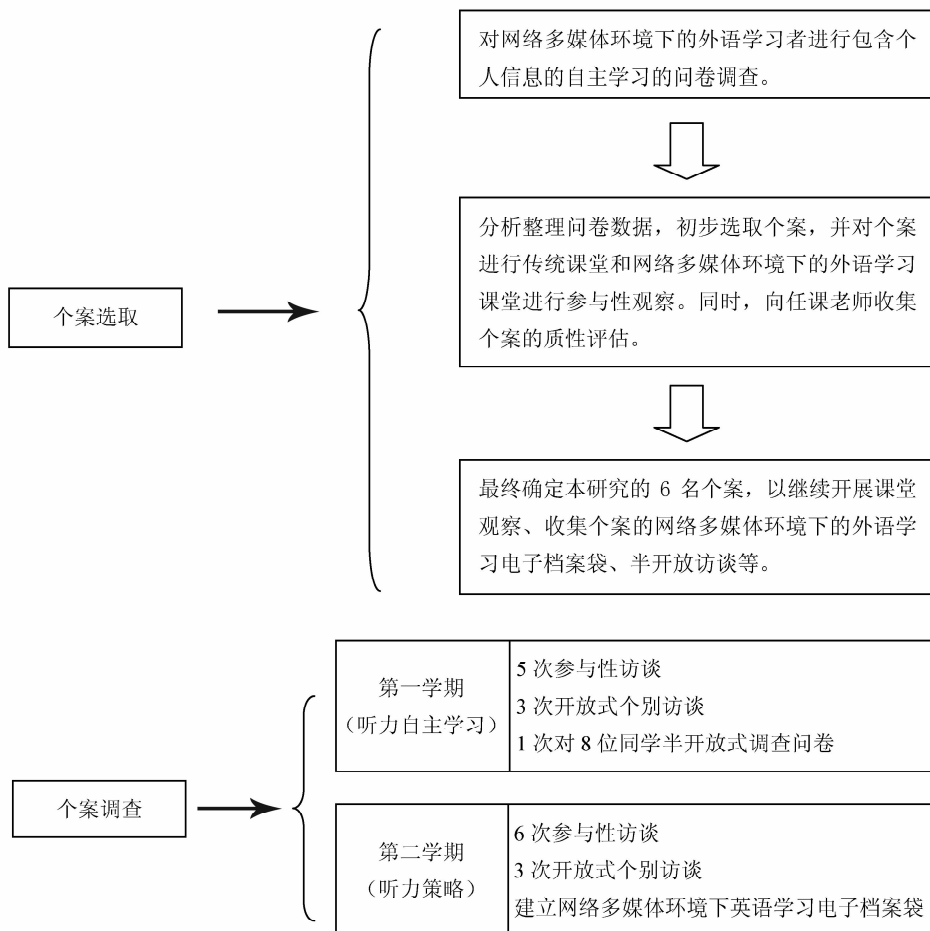 对网络多媒体环境下的外语学习者进行包含个
人信息的自主学习的问卷调查。
分析整理问卷数据，初步选取个案，并对个案
进行传统课堂和网络多媒体环境下的外语学习
课堂进行参与性观察。同时，向任课老师收集
个案的质性评估。
个案选取
最终确定本研究的 6 名个案，以继续开展课堂
观察、收集个案的网络多媒体环境下的外语学
习电子档案袋、半开放访谈等。
个案调查
第一学期
（听力自主学习）
5 次参与性访谈
3 次开放式个别访谈
1 次对 8 位同学半开放式调查问卷
第二学期
（听力策略）
6 次参与性访谈
3 次开放式个别访谈
建立网络多媒体环境下英语学习电子档案袋